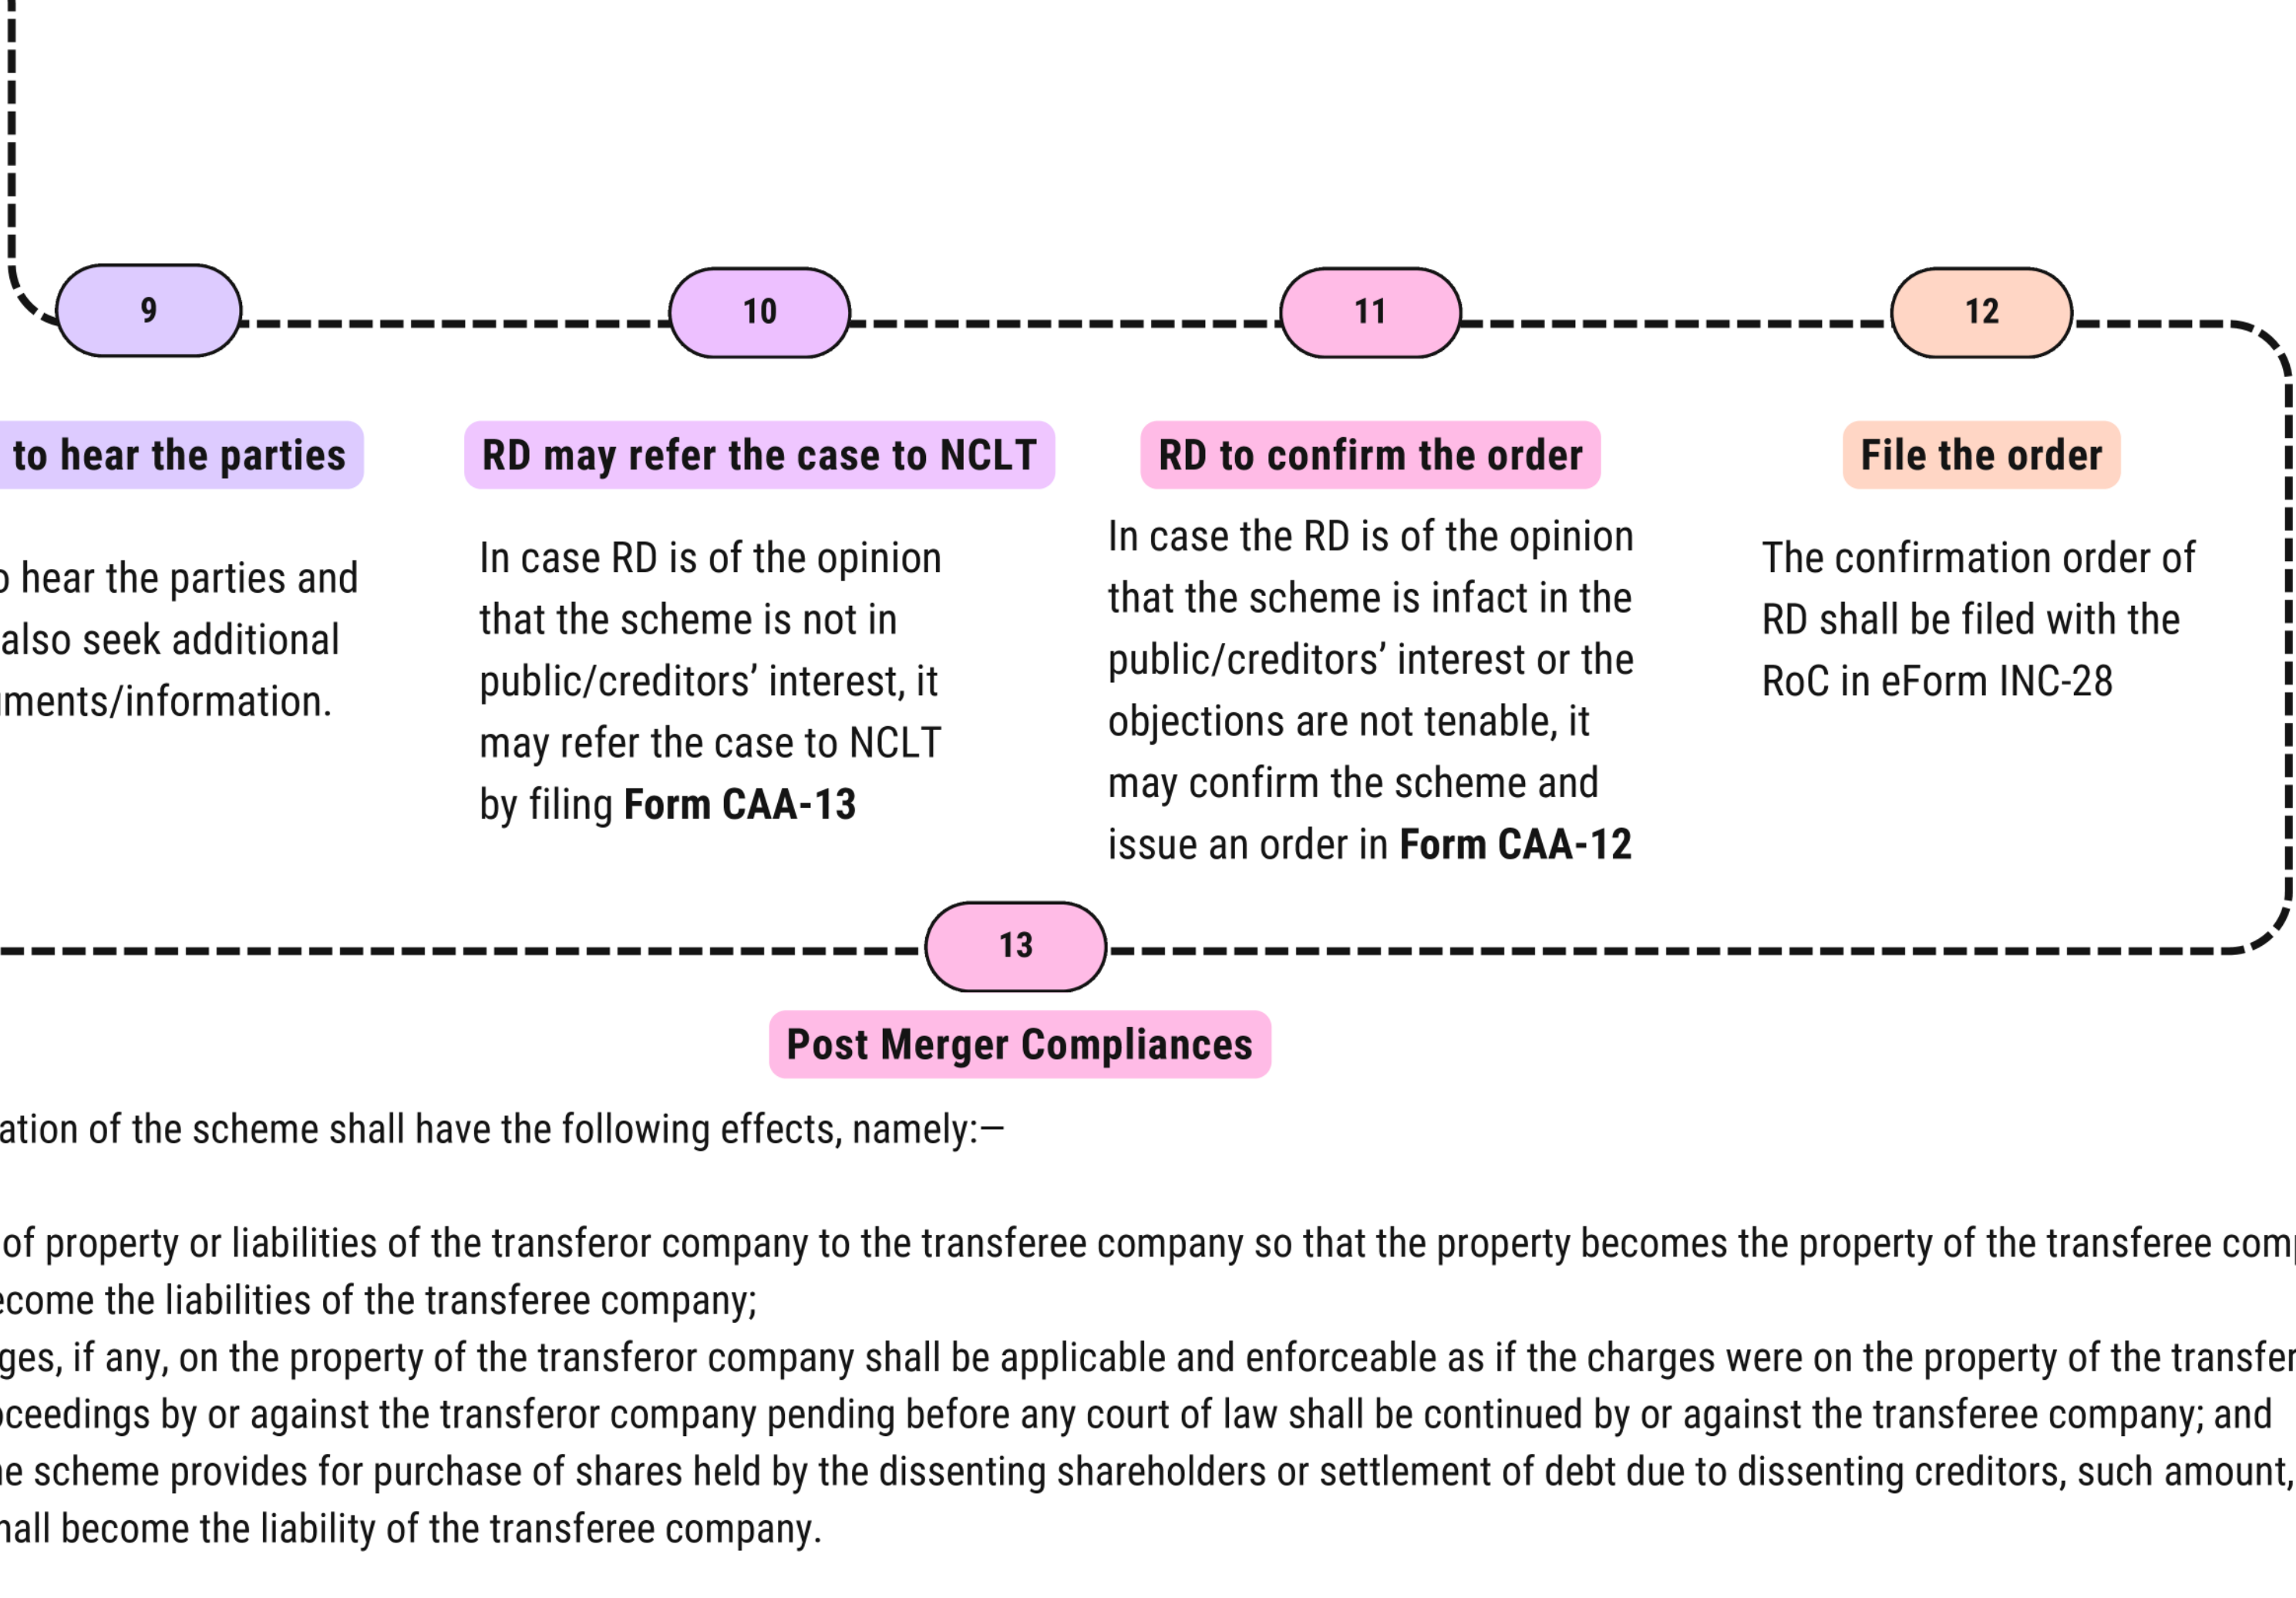 9
10
11
12
to hear the parties
RD may refer the case to NCLT
RD to confirm the order
File the order
hear the parties and
also seek additional
In case RD is of the opinion
that the scheme is not in
public/creditors’ interest, it
may refer the case to NCLT
by filing Form CAA-13
In case the RD is of the opinion
that the scheme is infact in the
public/creditors’ interest or the
objections are not tenable, it
may confirm the scheme and
issue an order in Form CAA-12
The confirmation order of
RD shall be filed with the
RoC in eForm INC-28
13
Post Merger Compliances
of the scheme shall have the following effects, namely:—
of property or liabilities of the transferor company to the transferee company so that the property becomes the property of the transferee
the liabilities of the transferee company;
if any, on the property of the transferor company shall be applicable and enforceable as if the charges were on the property of the
by or against the transferor company pending before any court of law shall be continued by or against the transferee company; and
scheme provides for purchase of shares held by the dissenting shareholders or settlement of debt due to dissenting creditors, such amount,
become the liability of the transferee company.